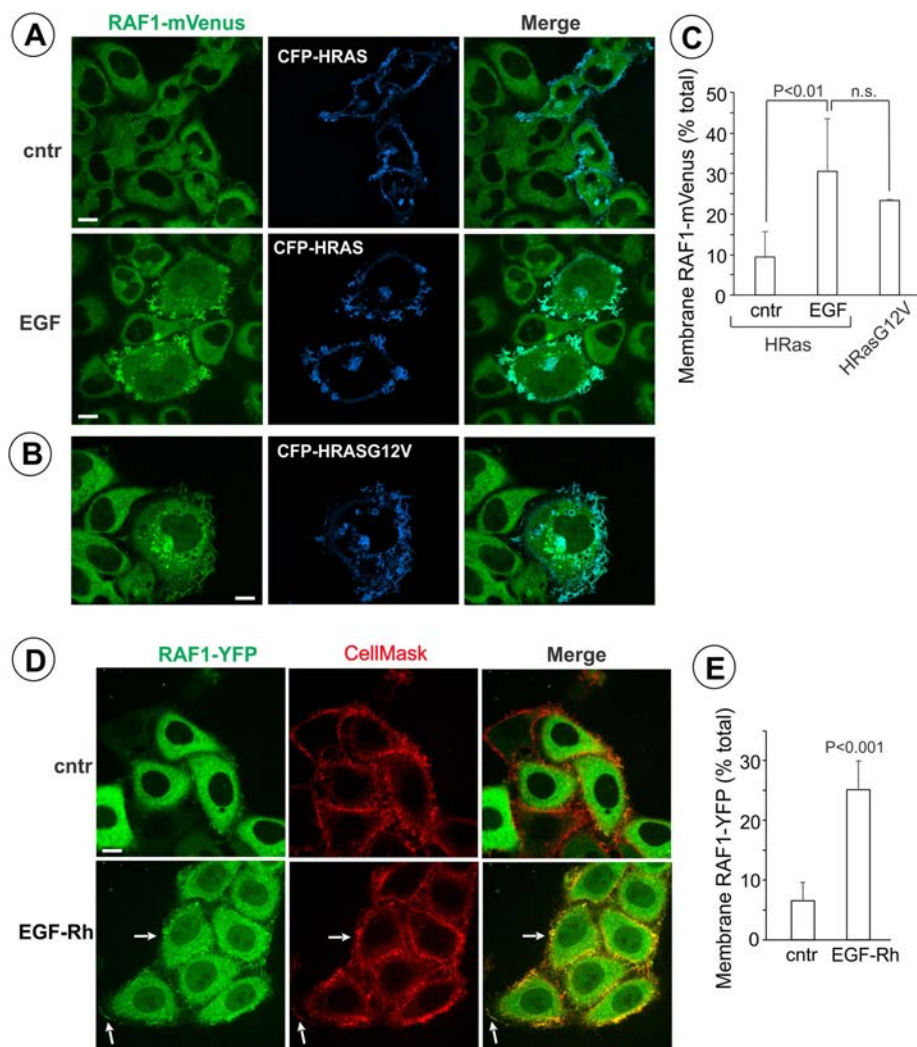 A
RAF1-mVenus
Merge
CFP-HRAS
cntr
CFP-HRAS
EGF
B
CFP-HRASG12V
C
Membrane RAF1-mVenus (% total)
P<0.01
n.s.
50
40
30
20
10
0
cntr
EGF
HRas
HRasG12V
D
RAF1-YFP
CellMask
Merge
cntr
EGF-Rh
E
Membrane RAF1-YFP (% total)
P<0.001
30
20
10
0
cntr
EGF-Rh